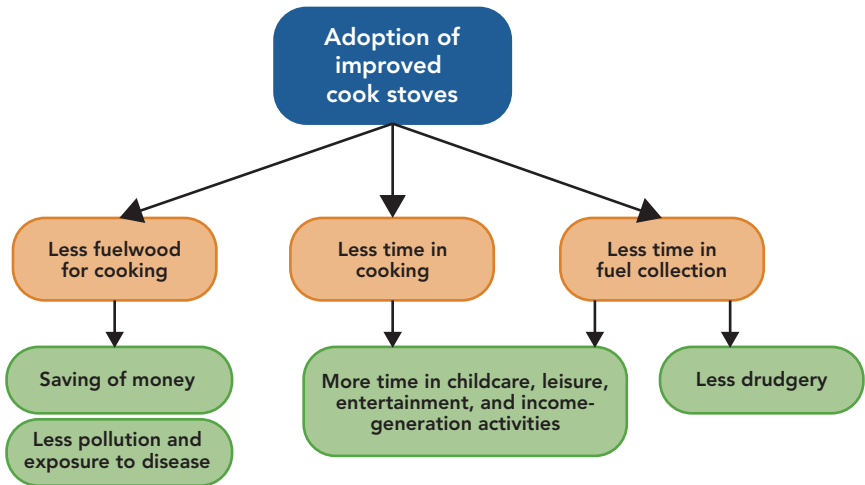 Adoption of
improved
cook stoves
Less fuelwood
for cooking
Less time in
cooking
Less time in
fuel collection
Saving of money
More time in childcare, leisure,
entertainment, and income-
generation activities
Less drudgery
Less pollution and
exposure to disease